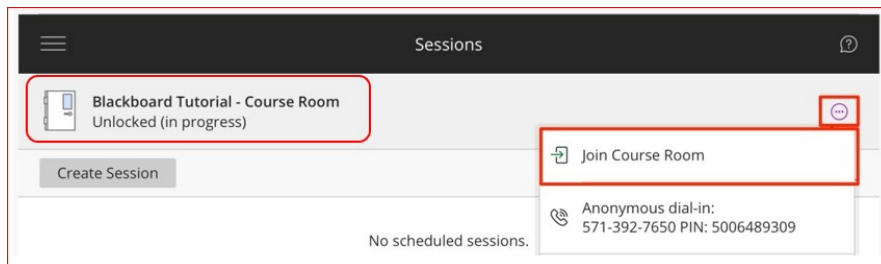 Sessions
Blackboard Tutorial - Course Room
Unlocked (in progress)
Join Course Room
Create Session
Anonymous dial-in:
571-392-7650 PIN: 5006489309
No scheduled sessions.